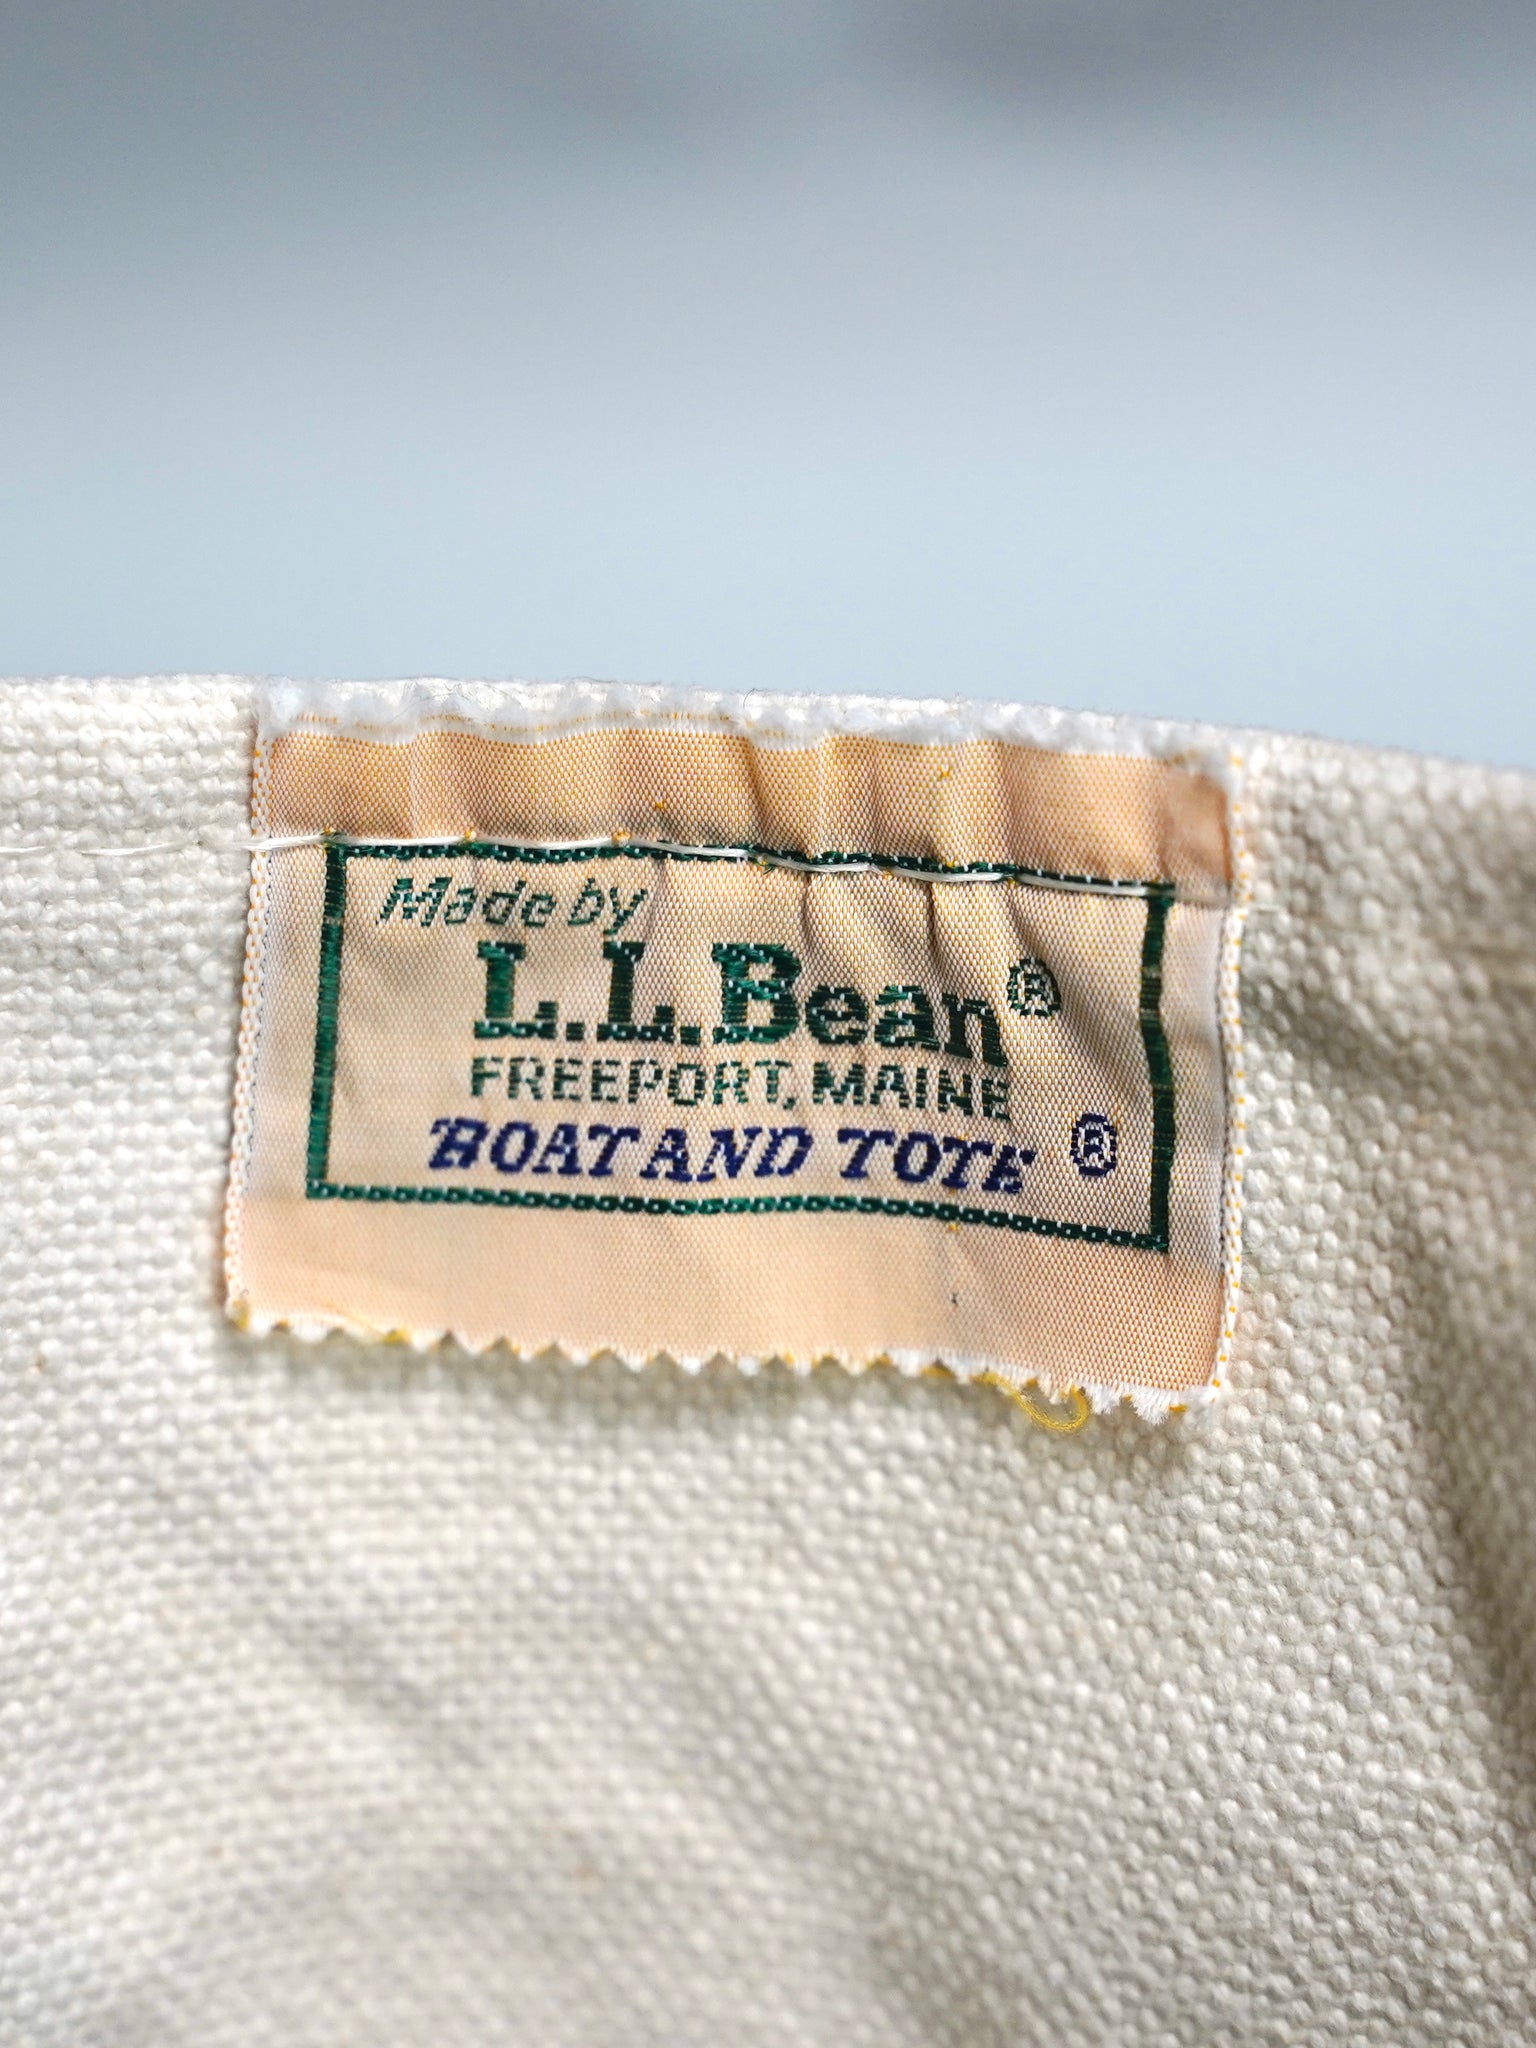 Made by
L.L.Bean®
FREEPORT, MAINE
BOAT AND TOTE ®